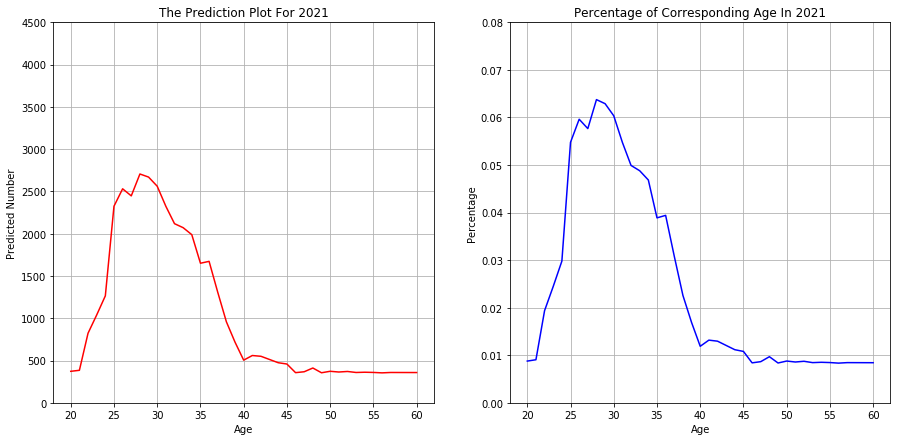 The Prediction Plot For 2021
Predicted Number
4500
4000
3500
3000
2500
2000
1500
1000
500
0
20 25 30 35 40 45 50 55 60
Age
Percentage of Corresponding Age In 2021
Percentage
0.08
0.07
0.06
0.05
0.04
0.03
0.02
0.01
0.00
20 25 30 35 40 45 50 55 60
Age